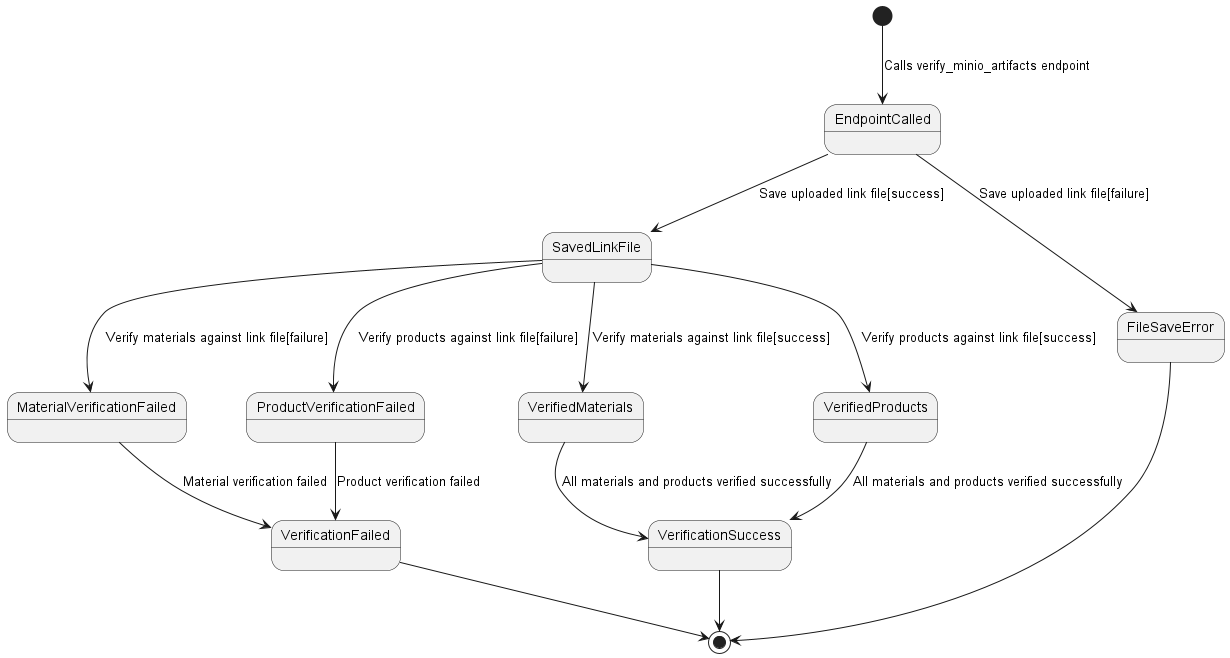 Calls verify_minio_artifacts endpoint
EndpointCalled
Save uploaded link file[success]
Save uploaded link file[failure]
SavedLinkFile
FileSaveError
Verify materials against link file[failure]
Verify products against link file[failure]
Verify materials against link file[success]
Verify products against link file[success]
MaterialVerificationFailed
ProductVerificationFailed
VerifiedMaterials
VerifiedProducts
Material verification failed
Product verification failed
All materials and products verified successfully
All materials and products verified successfully
VerificationFailed
VerificationSuccess